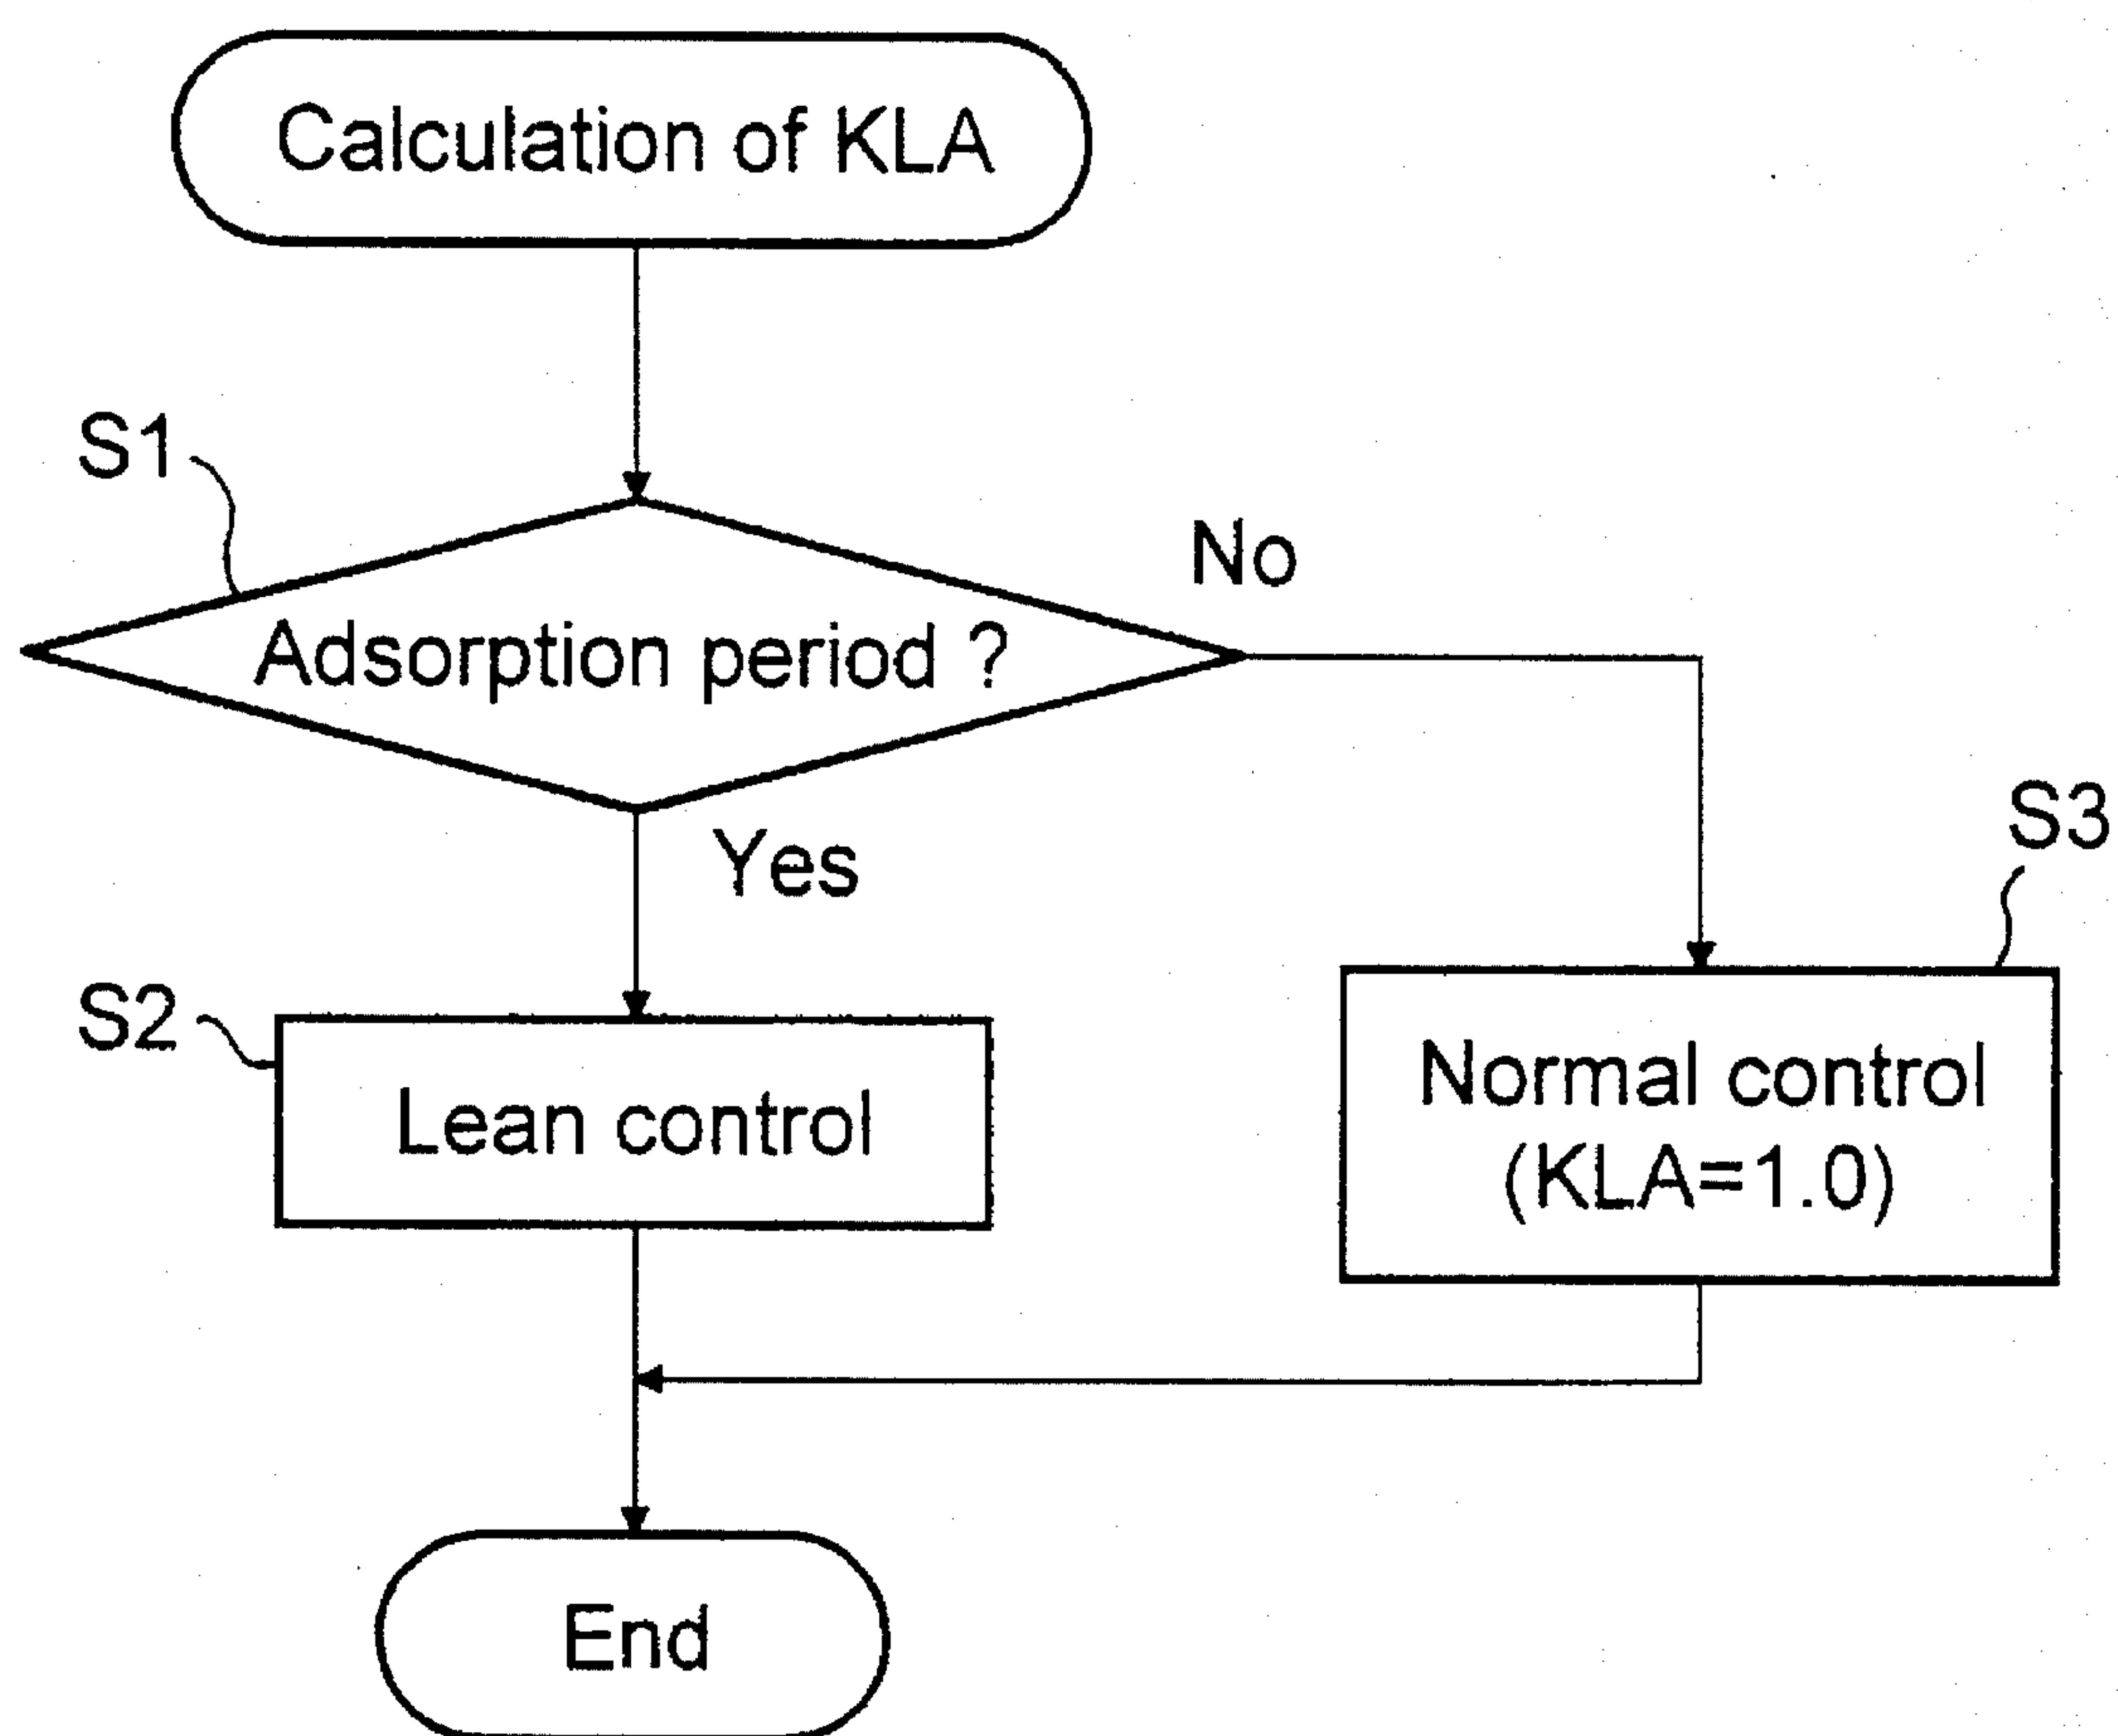 Calculation of KLA
S1
No
Adsorption period ?
Yes
S3
S2
Lean control
Normal control
(KLA=1.0)
End